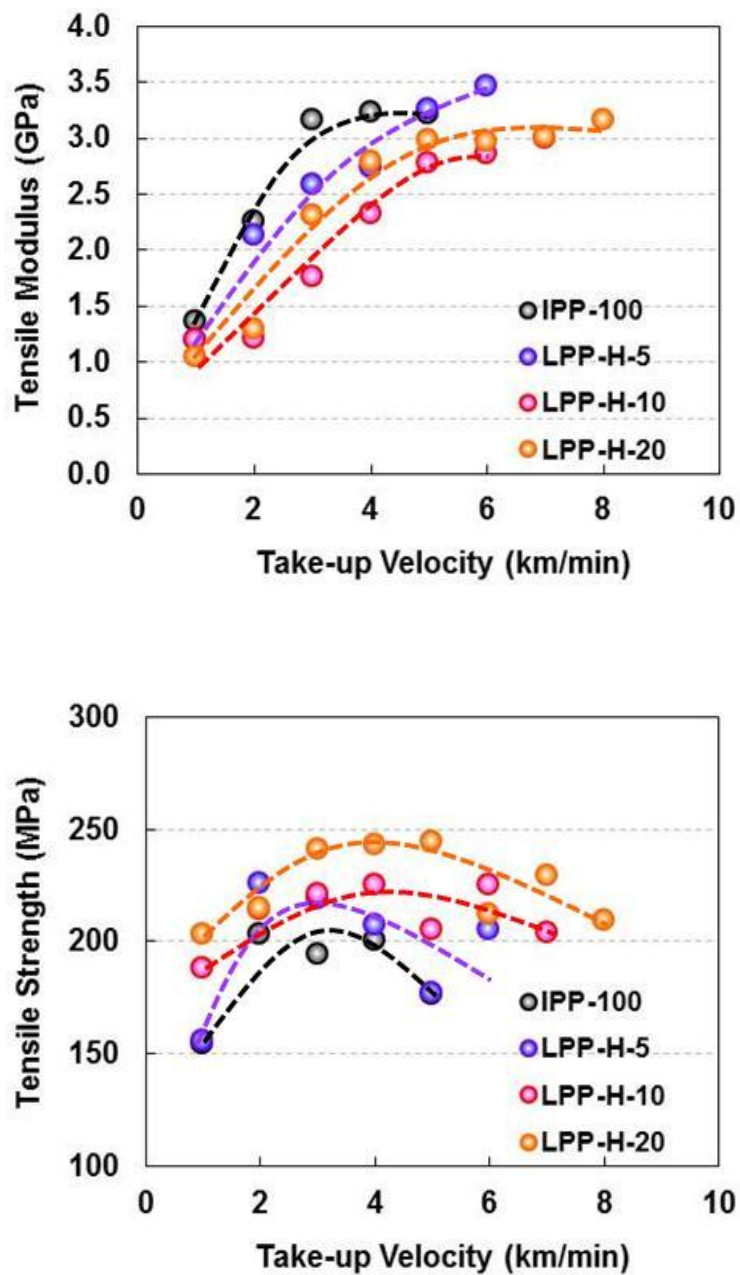 Tensile Modulus (GPa)
4.0
3.5
3.0
2.5
2.0
1.5
1.0
0.5
0.0
IPP-100
LPP-H-5
LPP-H-10
LPP-H-20
0 2 4 6 8 10
Take-up Velocity (km/min)
Tensile Strength (MPa)
300
250
200
150
100
IPP-100
LPP-H-5
LPP-H-10
LPP-H-20
0 2 4 6 8 10
Take-up Velocity (km/min)